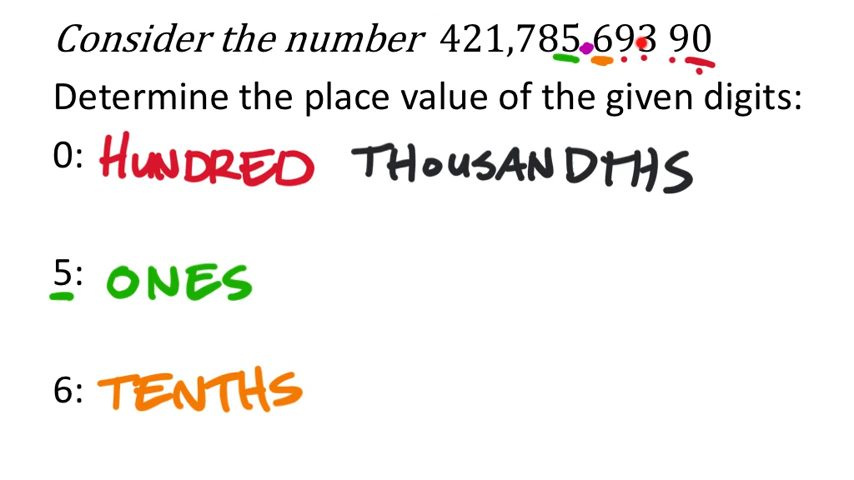 Consider the number 421,785.693 90
Determine the place value of the given digits:
0: HUNDRED THOUSANDTHS
5: ONES
6: TENTHS